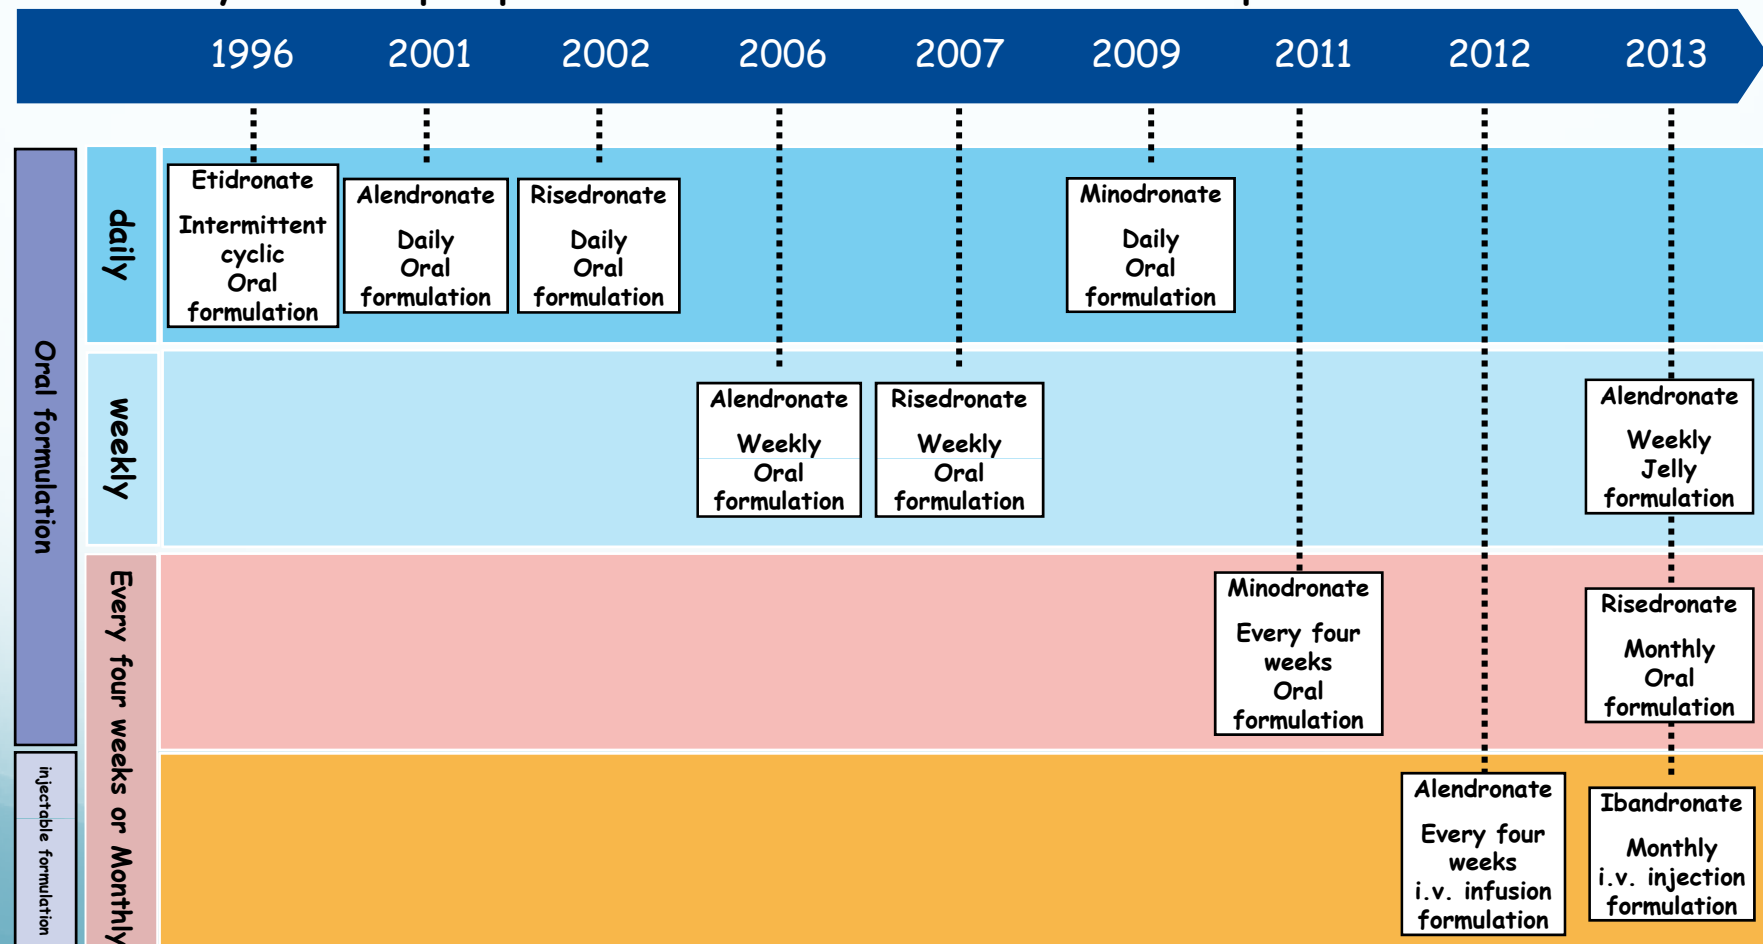 1996
2001
2002
2006
2007
2009
2011
2012
2013
Oral formulation
daily
Etidronate
Intermittent
cyclic
Oral
formulation
Alendronate
Daily
Oral
formulation
Risedronate
Daily
Oral
formulation
Minodronate
Daily
Oral
formulation
weekly
Alendronate
Weekly
Oral
formulation
Risedronate
Weekly
Oral
formulation
Alendronate
Weekly
Jelly
formulation
Every four weeks or Monthly
Minodronate
Every four
weeks
Oral
formulation
Risedronate
Monthly
Oral
formulation
injectable formulation
Alendronate
Every four
weeks
i.v. infusion
formulation
Ibandronate
Monthly
i.v. injection
formulation